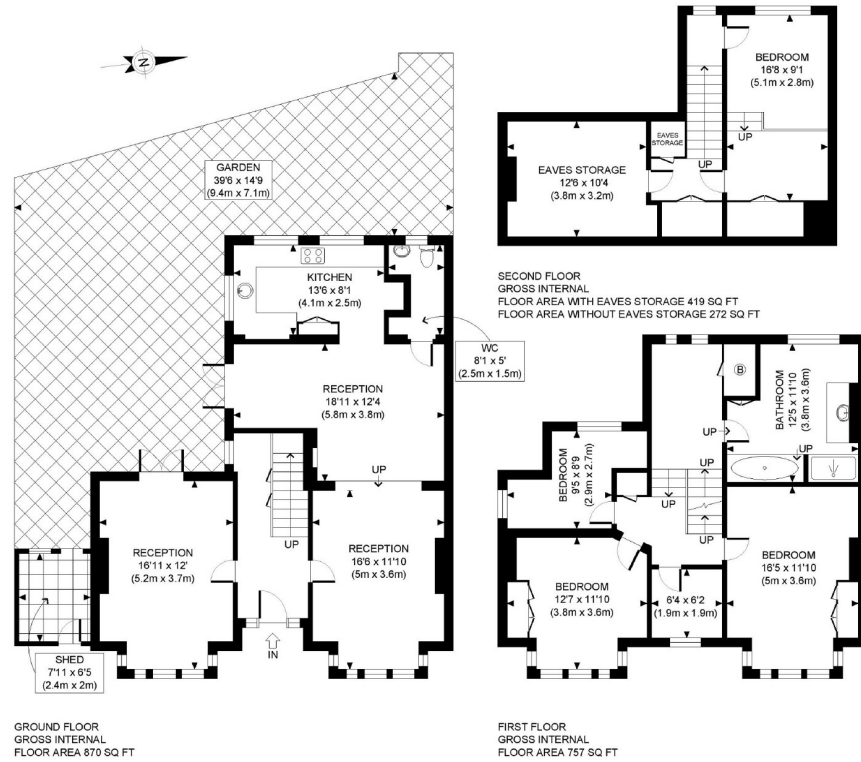 N
GARDEN
39'6 x 14'9
(9.4m x 7.1m)
KITCHEN
13'6 x 8'1
(4.1m x 2.5m)
WC
8'1 x 5'
(2.5m x 1.5m)
RECEPTION
18'11 x 12'4
(5.8m x 3.8m)
UP
UP
RECEPTION
16'11 x 12'
(5.2m x 3.7m)
RECEPTION
16'6 x 11'10
(5m x 3.6m)
IN
SHED
7'11 x 6'5
(2.4m x 2m)
GROUND FLOOR
GROSS INTERNAL
FLOOR AREA 870 SQ FT
BEDROOM
16'8 x 9'1
(5.1m x 2.8m)
UP
EAVES
STORAGE
UP
EAVES STORAGE
12'6 x 10'4
(3.8m x 3.2m)
SECOND FLOOR
GROSS INTERNAL
FLOOR AREA WITH EAVES STORAGE 419 SQ FT
FLOOR AREA WITHOUT EAVES STORAGE 272 SQ FT
B
BATHROOM
12'5 x 11'10
(3.8m x 3.6m)
UP
UP
BEDROOM
9'5 x 8'9
(2.9m x 2.7m)
UP
UP
UP
BEDROOM
16'5 x 11'10
(5m x 3.6m)
BEDROOM
12'7 x 11'10
(3.8m x 3.6m)
6'4 x 6'2
(1.9m x 1.9m)
FIRST FLOOR
GROSS INTERNAL
FLOOR AREA 757 SQ FT